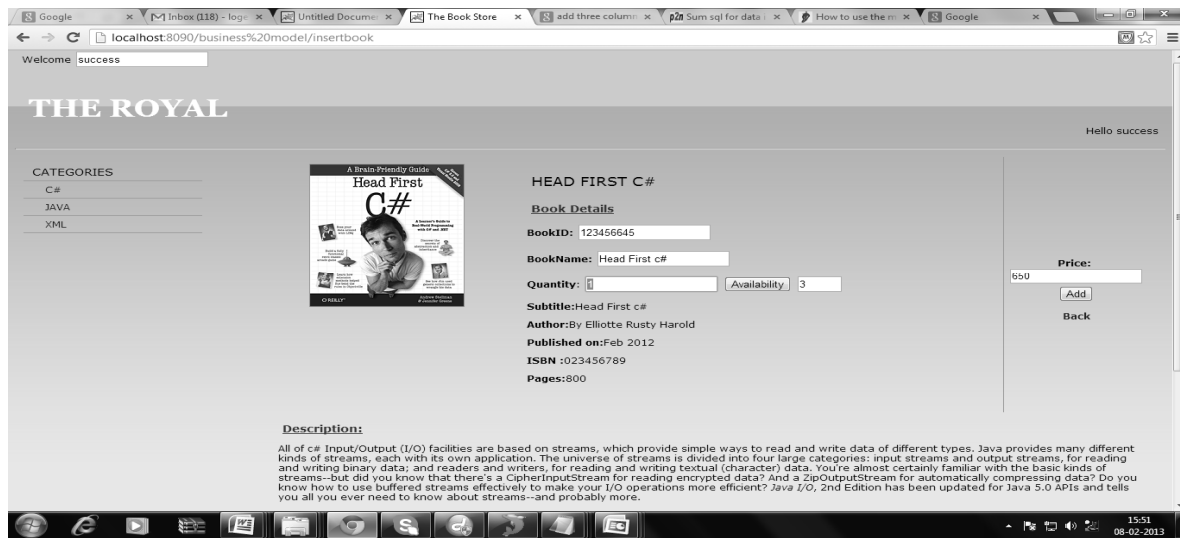 Google
Inbox (118) - loge
Untitled Documen
The Book Store
add three column
p2n Sum sql for data
How to use the m
Google
localhost:8090/business%20model/insertbook
Welcome success
THE ROYAL
Hello success
CATEGORIES
C#
JAVA
XML
A Brain-Friendly Guide
Head First
C#
O'REILLY
HEAD FIRST C#
Book Details
BookID: 123456645
BookName: Head First c#
Quantity: 1 Availability 3
Subtitle:Head First c#
Author:By Elliotte Rusty Harold
Published on:Feb 2012
ISBN :023456789
Pages:800
Price:
650
Add
Back
Description:
All of c# Input/Output (I/O) facilities are based on streams, which provide simple ways to read and write data of different types. Java provides many different
kinds of streams, each with its own application. The universe of streams is divided into four large categories: input streams and output streams, for reading
and writing binary data; and readers and writers, for reading and writing textual (character) data. You're almost certainly familiar with the basic kinds of
streams--but did you know that there's a CipherInputStream for reading encrypted data? And a ZipOutputStream for automatically compressing data? Do you
know how to use buffered streams effectively to make your I/O operations more efficient? Java I/O, 2nd Edition has been updated for Java 5.0 APIs and tells
you all you ever need to know about streams--and probably more.
15:51
08-02-2013